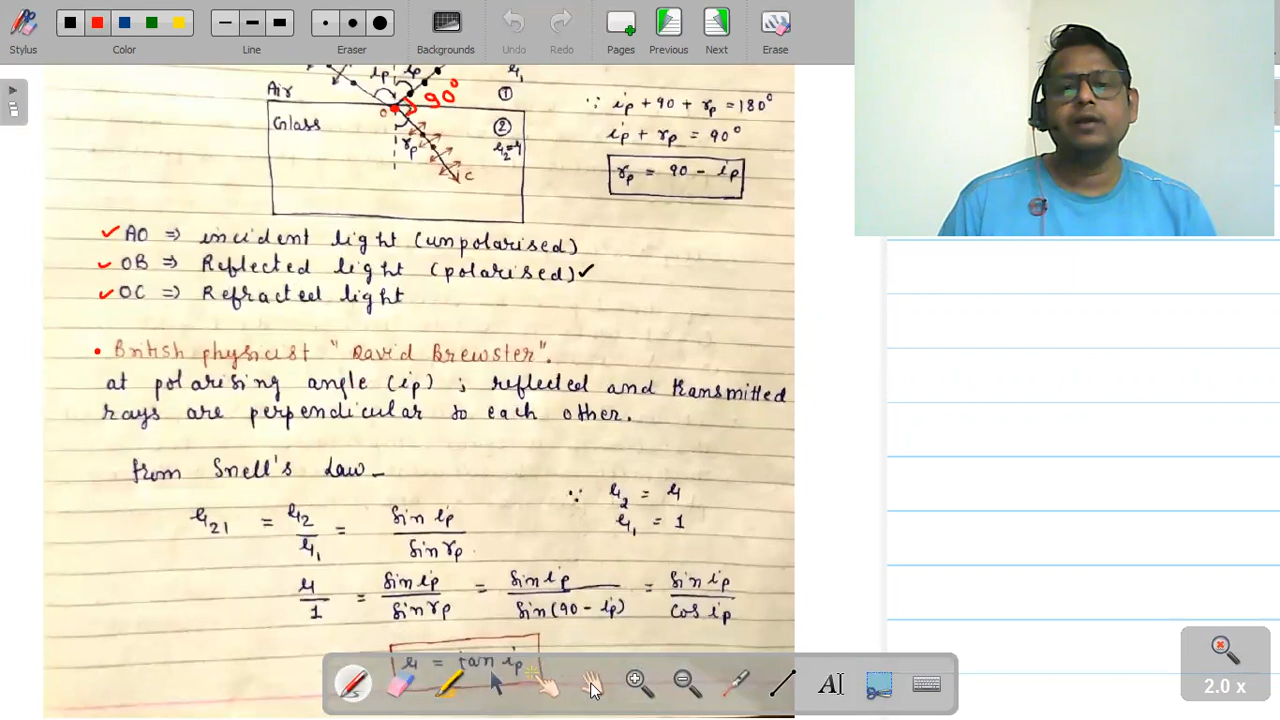 Stylus
Color
Line
Eraser
Backgrounds
Undo
Redo
Pages
Previous
Next
Erase
ip ip
μ1
Air
90°
①
O
Glass
②
rp
μ2=μ
C
∵ ip + 90 + rp = 180°
ip + rp = 90°
rp = 90 - ip
AO ⇒ incident light (unpolarised)
OB ⇒ Reflected light (polarised)
OC ⇒ Refracted light
• British physicist "David Brewster".
at polarising angle (ip) ; reflected and transmitted
rays are perpendicular to each other.
from Snell's Law -
∵ μ2 = μ
μ1 = 1
μ21 = μ2/μ1 = Sin ip/Sin rp
μ/1 = Sin ip/Sin rp = Sin ip/Sin(90 - ip) = Sin ip/Cos ip
μ = tan ip
2.0 x